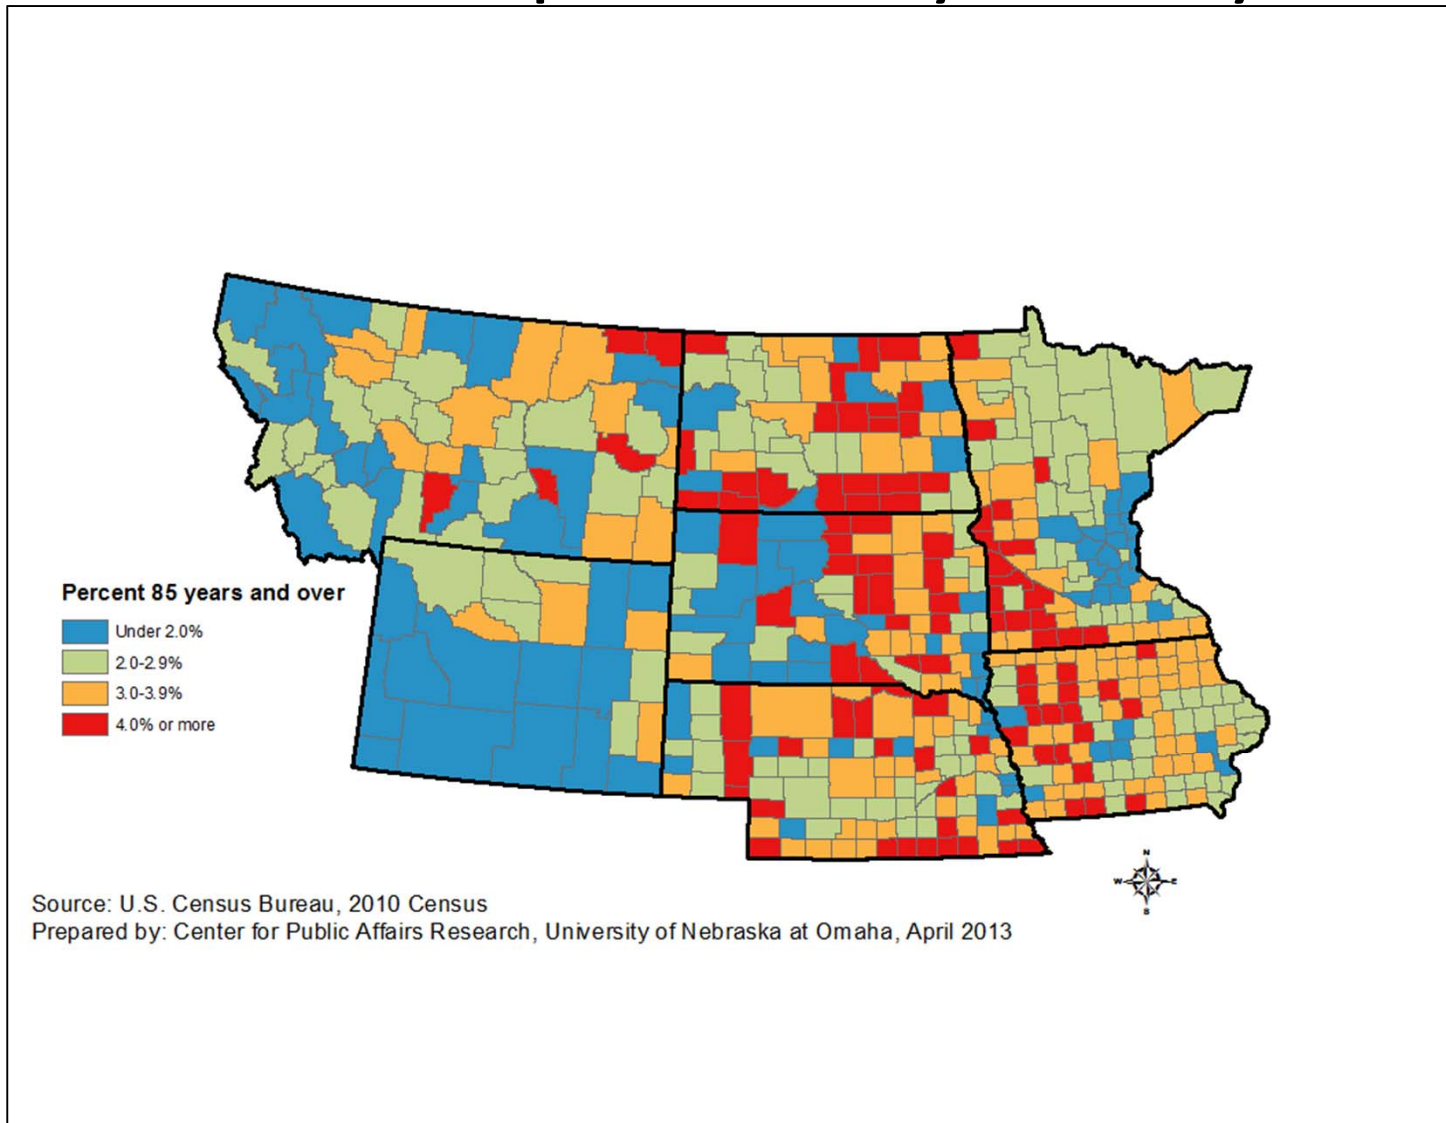 Percent 85 years and over
Under 2.0%
2.0-2.9%
3.0-3.9%
4.0% or more
N
W
E
S
Source: U.S. Census Bureau, 2010 Census
Prepared by: Center for Public Affairs Research, University of Nebraska at Omaha, April 2013